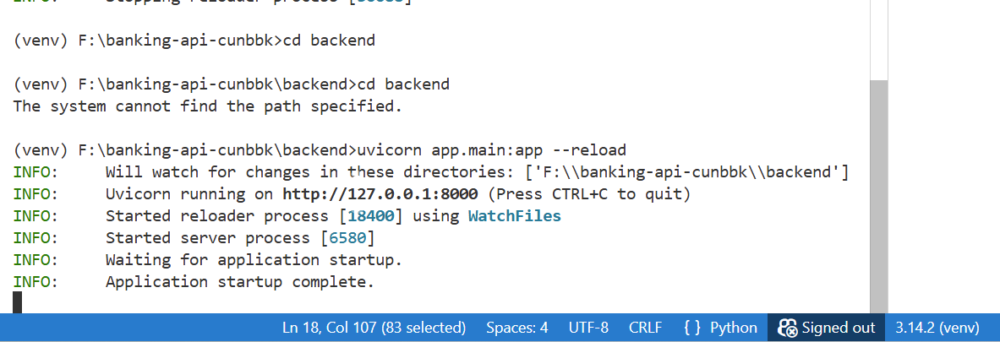 (venv) F:\banking-api-cunbbk>cd backend
(venv) F:\banking-api-cunbbk\backend>cd backend
The system cannot find the path specified.
(venv) F:\banking-api-cunbbk\backend>uvicorn app.main:app --reload
INFO:     Will watch for changes in these directories: ['F:\\banking-api-cunbbk\\backend']
INFO:     Uvicorn running on http://127.0.0.1:8000 (Press CTRL+C to quit)
INFO:     Started reloader process [18400] using WatchFiles
INFO:     Started server process [6580]
INFO:     Waiting for application startup.
INFO:     Application startup complete.
Ln 18, Col 107 (83 selected) Spaces: 4 UTF-8 CRLF { } Python Signed out 3.14.2 (venv)